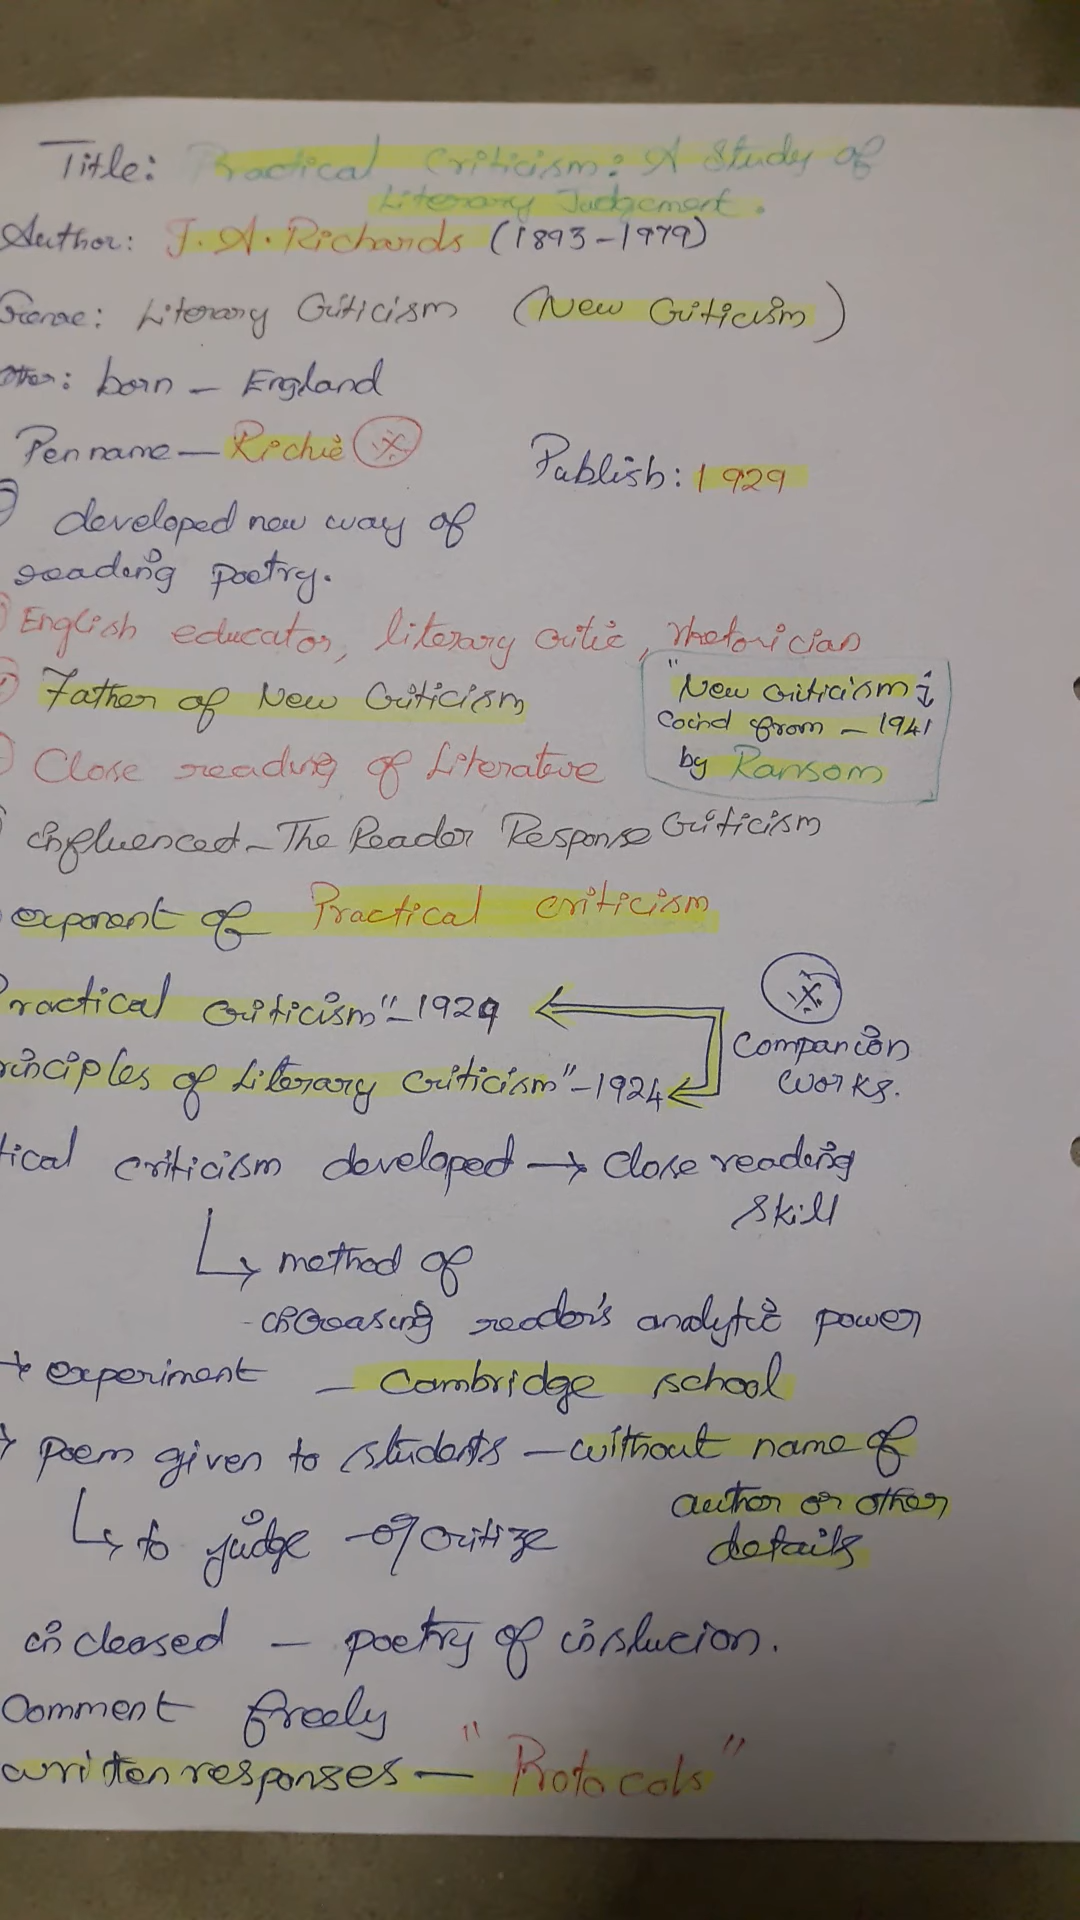 Title: Practical Criticism: A Study of
Literary Judgement.
Author: I. A. Richards (1893-1979)
Genre: Literary Criticism (New Criticism)
born - England
Pen name - Richie
Publish: 1929
developed new way of
reading poetry.
English educator, literary critic, rhetorician
Father of New Criticism
"New criticism":
Coind from - 1941
by Ransom
Close reading of Literature
influenced - The Reader Response Criticism
exponent of Practical criticism
Practical Criticism" - 1929
rinciples of Literary Criticism" - 1924
Companion
works.
tical criticism developed → close reading
skill
↳ method of
increasing reader's analytic power
→ experiment - Cambridge school
→ poem given to students - without name of
author or other
details
↳ to judge critize
poetry of
Comment freely
written responses - "Protocols"